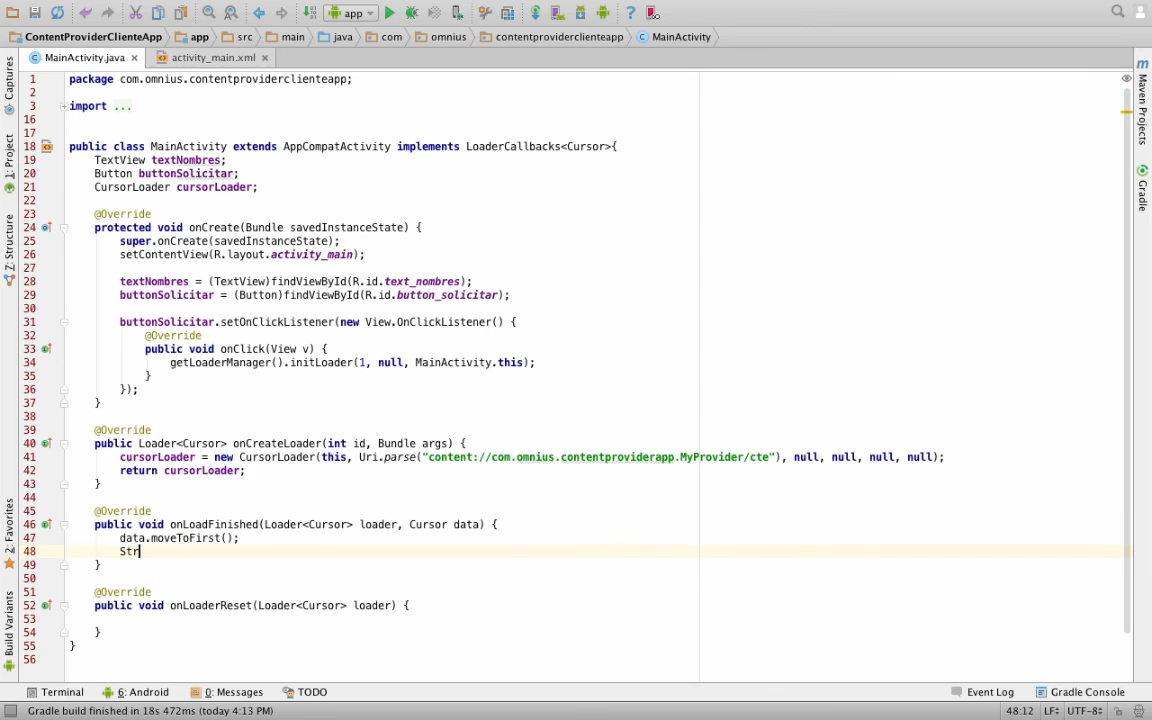 app
ContentProviderClienteApp app src main java com omnius contentproviderclienteapp MainActivity
MainActivity.java activity_main.xml
Captures
1: Project
7: Structure
2: Favorites
Build Variants
Maven Projects
Gradle
1 package com.omnius.contentproviderclienteapp;
2
3 import ...
16
17
18 public class MainActivity extends AppCompatActivity implements LoaderCallbacks<Cursor>{
19 TextView textNombres;
20 Button buttonSolicitar;
21 CursorLoader cursorLoader;
22
23 @Override
24 protected void onCreate(Bundle savedInstanceState) {
25 super.onCreate(savedInstanceState);
26 setContentView(R.layout.activity_main);
27
28 textNombres = (TextView)findViewById(R.id.text_nombres);
29 buttonSolicitar = (Button)findViewById(R.id.button_solicitar);
30
31 buttonSolicitar.setOnClickListener(new View.OnClickListener() {
32 @Override
33 public void onClick(View v) {
34 getLoaderManager().initLoader(1, null, MainActivity.this);
35 }
36 });
37 }
38
39 @Override
40 public Loader<Cursor> onCreateLoader(int id, Bundle args) {
41 cursorLoader = new CursorLoader(this, Uri.parse("content://com.omnius.contentproviderapp.MyProvider/cte"), null, null, null, null);
42 return cursorLoader;
43 }
44
45 @Override
46 public void onLoadFinished(Loader<Cursor> loader, Cursor data) {
47 data.moveToFirst();
48 Str
49 }
50
51 @Override
52 public void onLoaderReset(Loader<Cursor> loader) {
53
54 }
55 }
56
Terminal 6: Android 0: Messages TODO Event Log Gradle Console
Gradle build finished in 18s 472ms (today 4:13 PM) 48:12 LF UTF-8